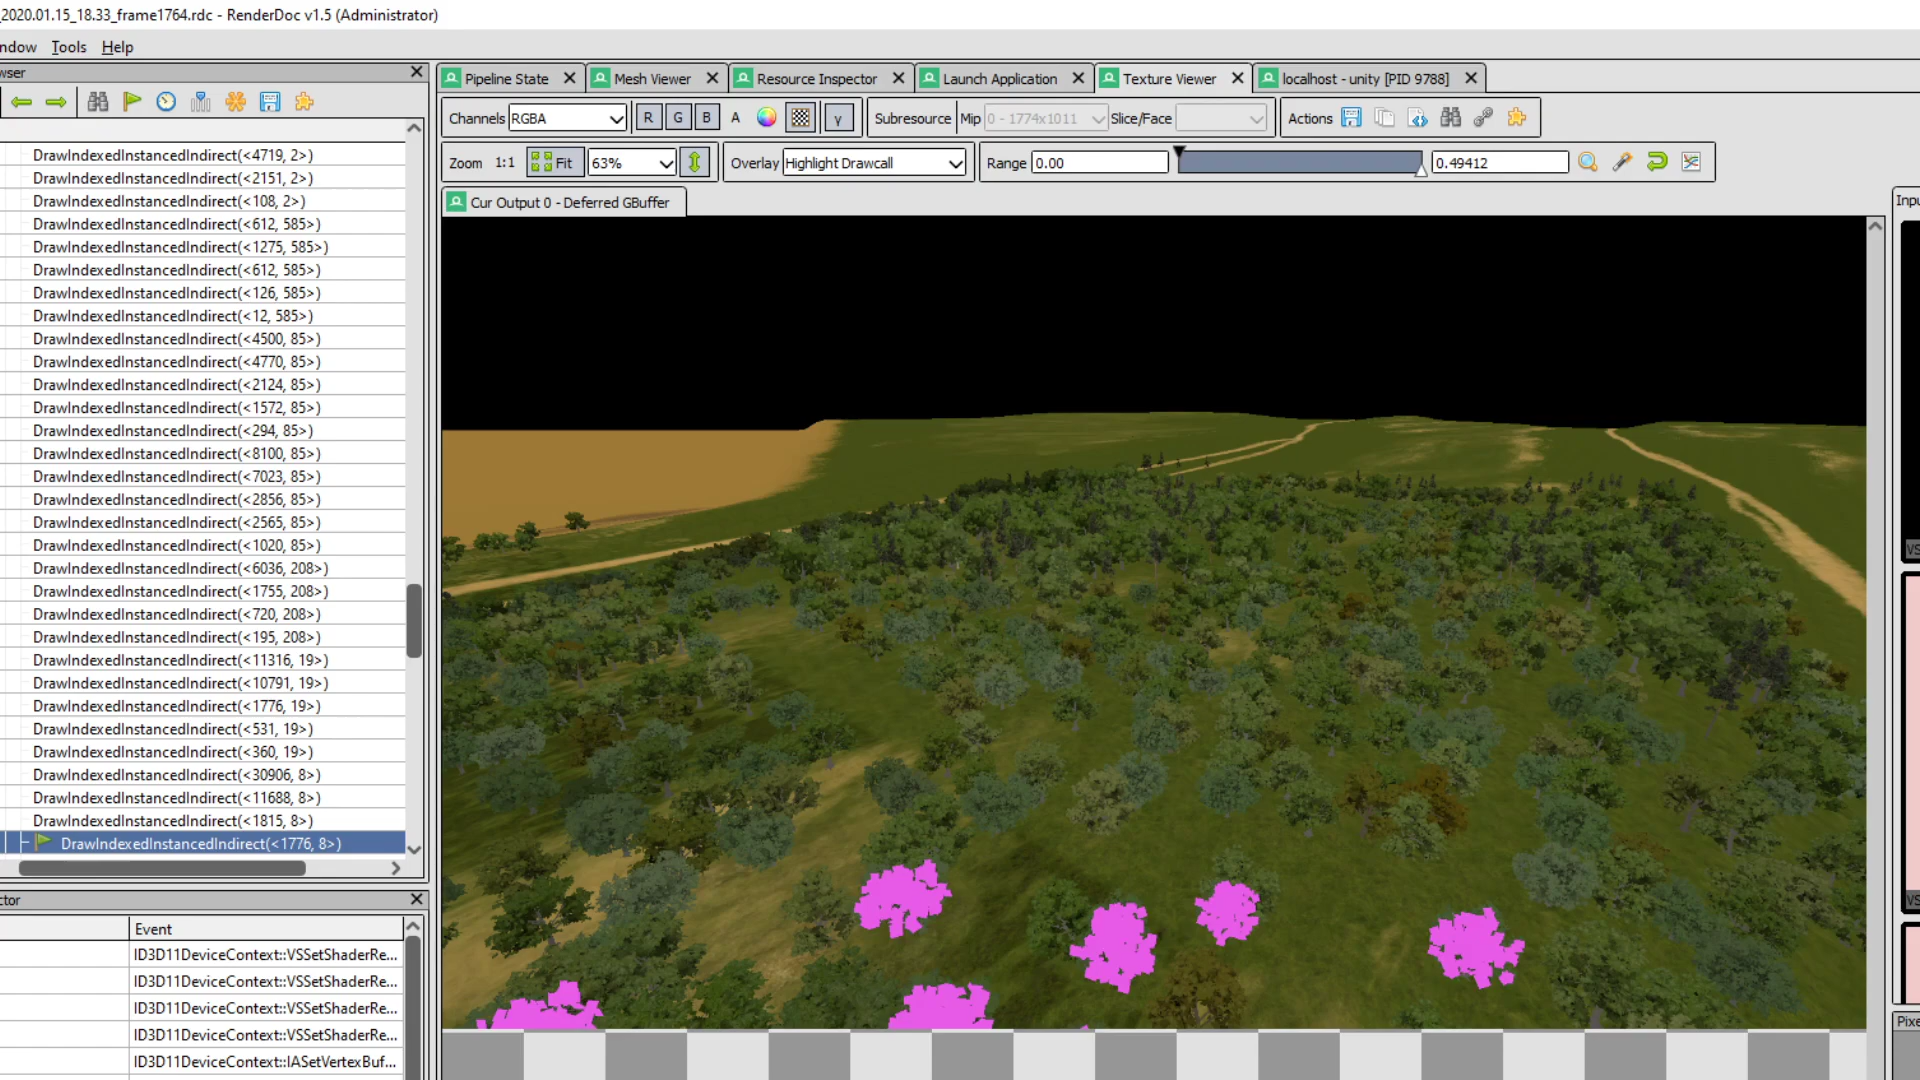 _2020.01.15_18.33_frame1764.rdc - RenderDoc v1.5 (Administrator)
ndow Tools Help
wser
Pipeline State Mesh Viewer Resource Inspector Launch Application Texture Viewer localhost - unity [PID 9788]
Channels RGBA R G B A γ Subresource Mip 0 - 1774x1011 Slice/Face Actions
Zoom 1:1 Fit 63% Overlay Highlight Drawcall Range 0.00 0.49412
Cur Output 0 - Deferred GBuffer
Inpu
DrawIndexedInstancedIndirect(<4719, 2>)
DrawIndexedInstancedIndirect(<2151, 2>)
DrawIndexedInstancedIndirect(<108, 2>)
DrawIndexedInstancedIndirect(<612, 585>)
DrawIndexedInstancedIndirect(<1275, 585>)
DrawIndexedInstancedIndirect(<612, 585>)
DrawIndexedInstancedIndirect(<126, 585>)
DrawIndexedInstancedIndirect(<12, 585>)
DrawIndexedInstancedIndirect(<4500, 85>)
DrawIndexedInstancedIndirect(<4770, 85>)
DrawIndexedInstancedIndirect(<2124, 85>)
DrawIndexedInstancedIndirect(<1572, 85>)
DrawIndexedInstancedIndirect(<294, 85>)
DrawIndexedInstancedIndirect(<8100, 85>)
DrawIndexedInstancedIndirect(<7023, 85>)
DrawIndexedInstancedIndirect(<2856, 85>)
DrawIndexedInstancedIndirect(<2565, 85>)
DrawIndexedInstancedIndirect(<1020, 85>)
DrawIndexedInstancedIndirect(<6036, 208>)
DrawIndexedInstancedIndirect(<1755, 208>)
DrawIndexedInstancedIndirect(<720, 208>)
DrawIndexedInstancedIndirect(<195, 208>)
DrawIndexedInstancedIndirect(<11316, 19>)
DrawIndexedInstancedIndirect(<10791, 19>)
DrawIndexedInstancedIndirect(<1776, 19>)
DrawIndexedInstancedIndirect(<531, 19>)
DrawIndexedInstancedIndirect(<360, 19>)
DrawIndexedInstancedIndirect(<30906, 8>)
DrawIndexedInstancedIndirect(<11688, 8>)
DrawIndexedInstancedIndirect(<1815, 8>)
DrawIndexedInstancedIndirect(<1776, 8>)
VS
VS
ctor
Event
ID3D11DeviceContext::VSSetShaderRe...
ID3D11DeviceContext::VSSetShaderRe...
ID3D11DeviceContext::VSSetShaderRe...
ID3D11DeviceContext::VSSetShaderRe...
ID3D11DeviceContext::IASetVertexBuf...
Pixe